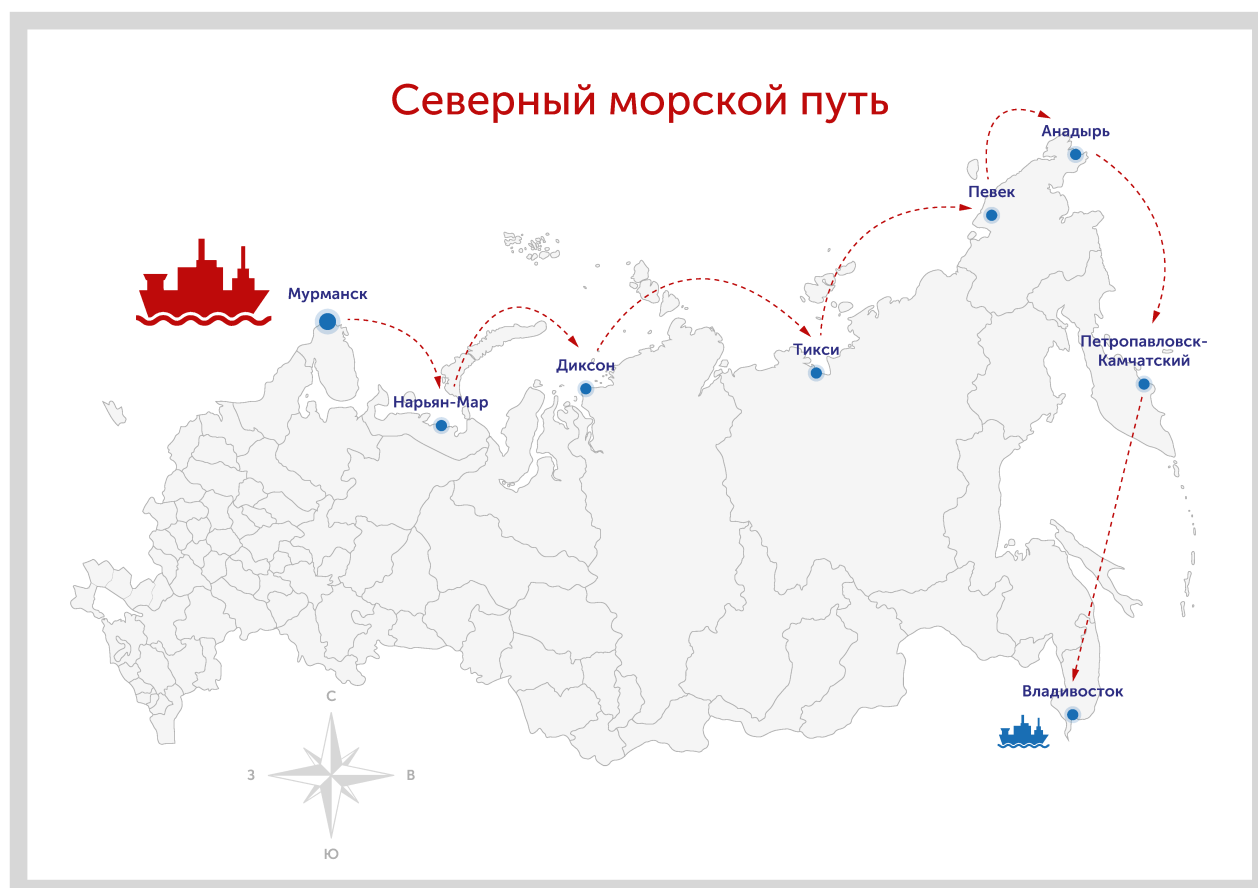 Северный морской путь
Анадырь
Певек
Мурманск
Петропавловск-
Камчатский
Тикси
Диксон
Нарьян-Мар
Владивосток
С
З
В
Ю